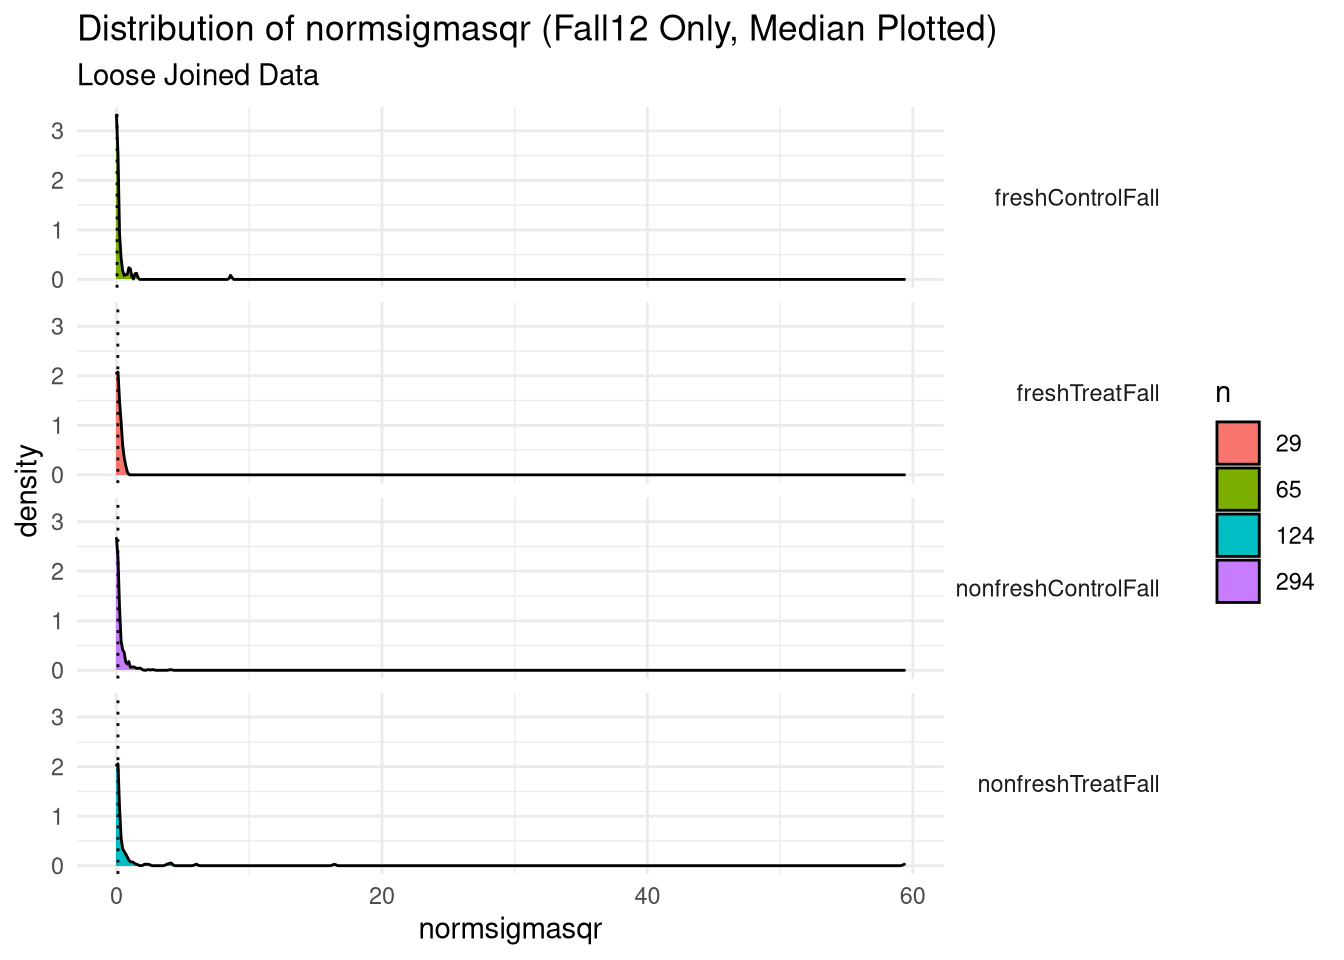 Distribution of normsigmasqr (Fall12 Only, Median Plotted)
Loose Joined Data
3
2
1
0
freshControlFall
3
2
1
0
freshTreatFall
3
2
1
0
nonfreshControlFall
3
2
1
0
nonfreshTreatFall
density
0 20 40 60
normsigmasqr
n
29
65
124
294